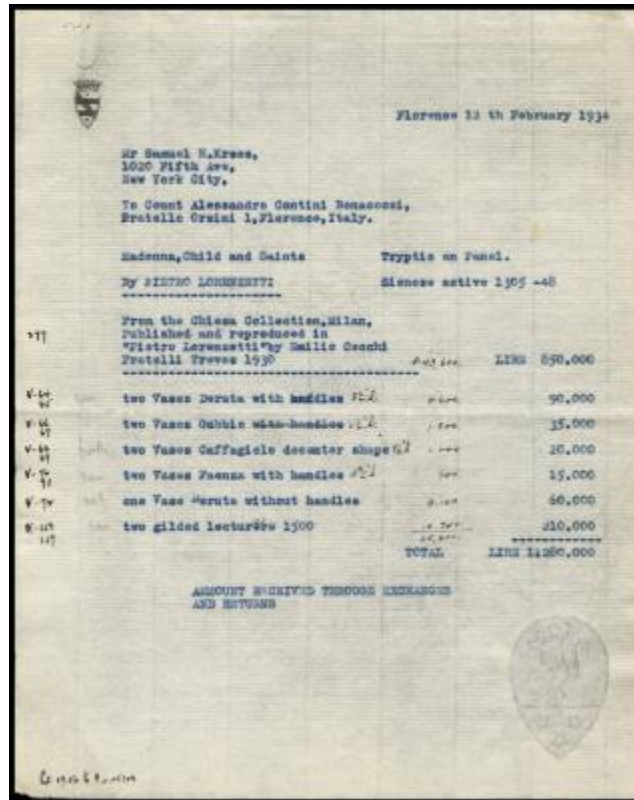 Florence 12 th February 1934
Mr Samuel H.Kress,
1020 Fifth Ave,
New York City,
To Count Alessandro Contini Bonacossi,
Fratello Orsini 1,Florence,Italy.
Madonna,Child and Saints Tryptic on Panel.
By PIETRO LORENZETTI Sienese active 1305 -48
From the Chiesa Collection,Milan,
Published and reproduced in
"Pietro Lorenzetti"by Emilio Cecchi
Fratelli Treves 1930 LIRE 850,000
two Vases Deruta with handles 90,000
two Vases Gubbio with handles 35.000
two Vases Caffagiolo decanter shape 20,000
two Vases Faenza with handles 15.000
one Vase Deruta without handles 60,000
two gilded 1500 210,000
TOTAL LIRE 14280.000
AMOUNT RECEIVED THROUGH EXCHANGES
AND RETURNS